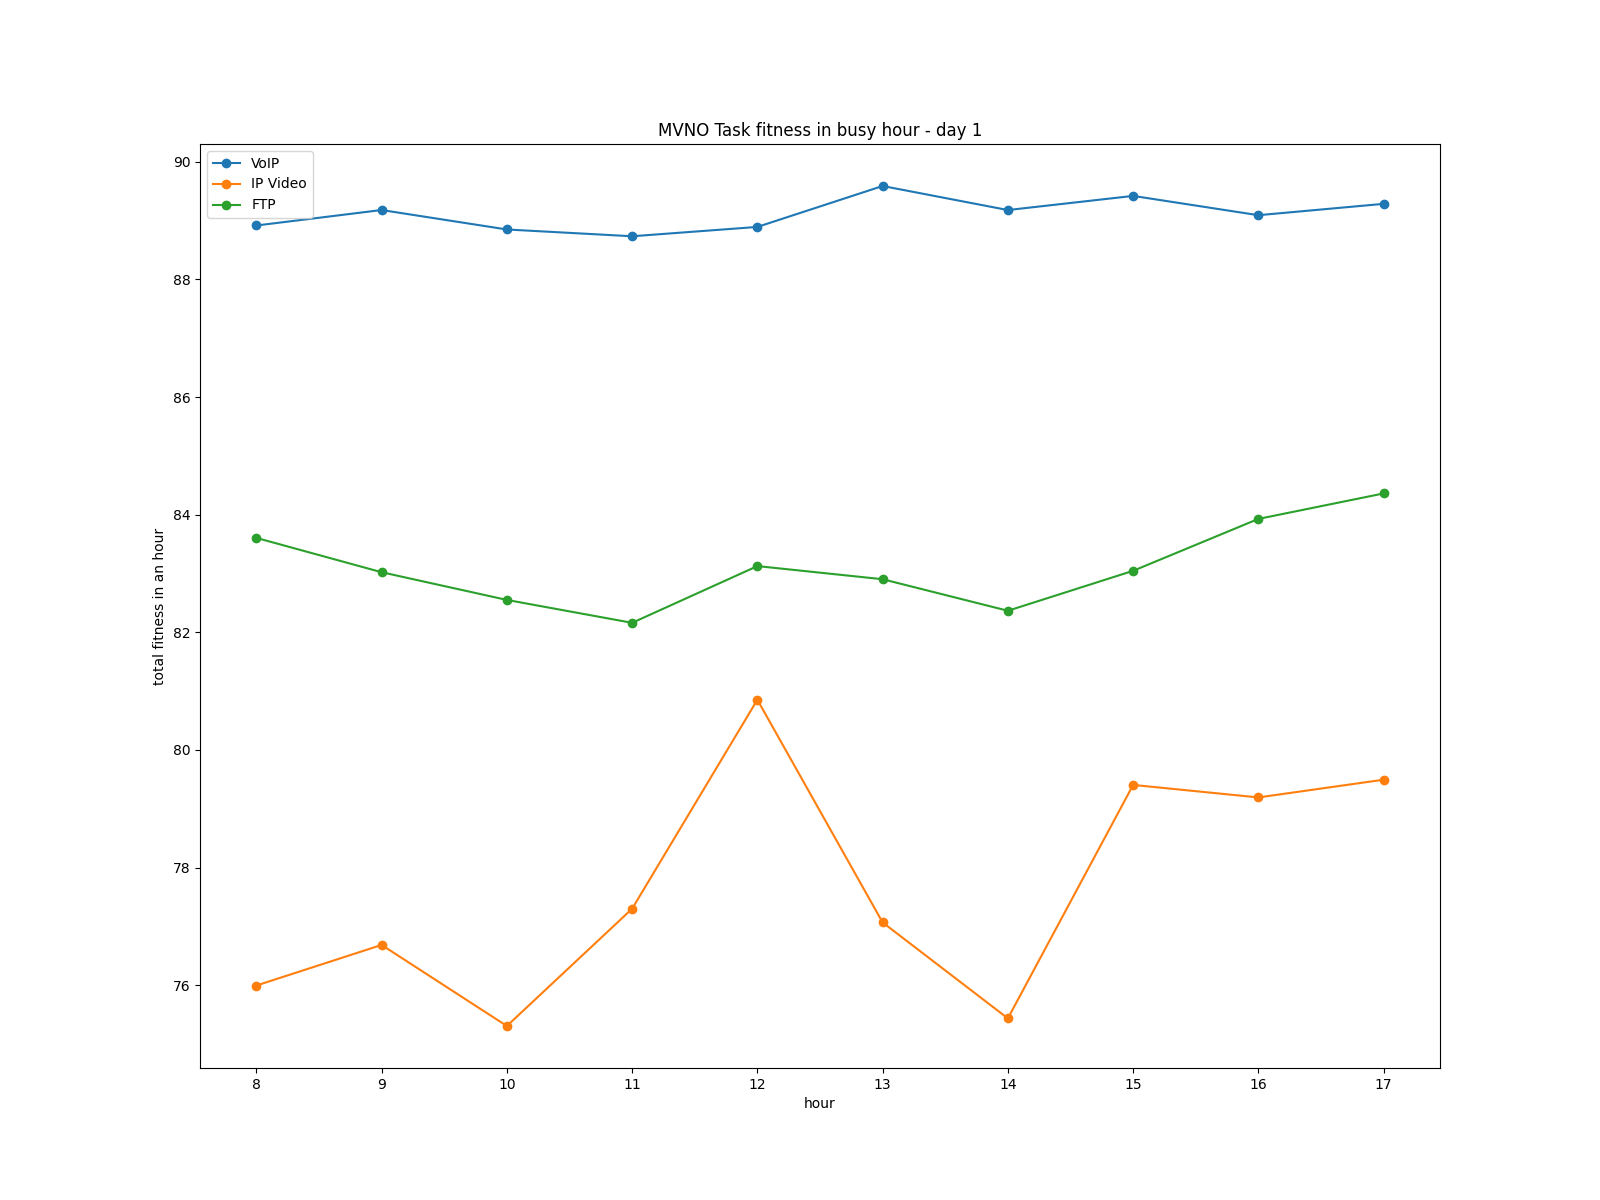 MVNO Task fitness in busy hour - day 1
VoIP
IP Video
FTP
90
88
86
84
82
80
78
76
total fitness in an hour
8 9 10 11 12 13 14 15 16 17
hour